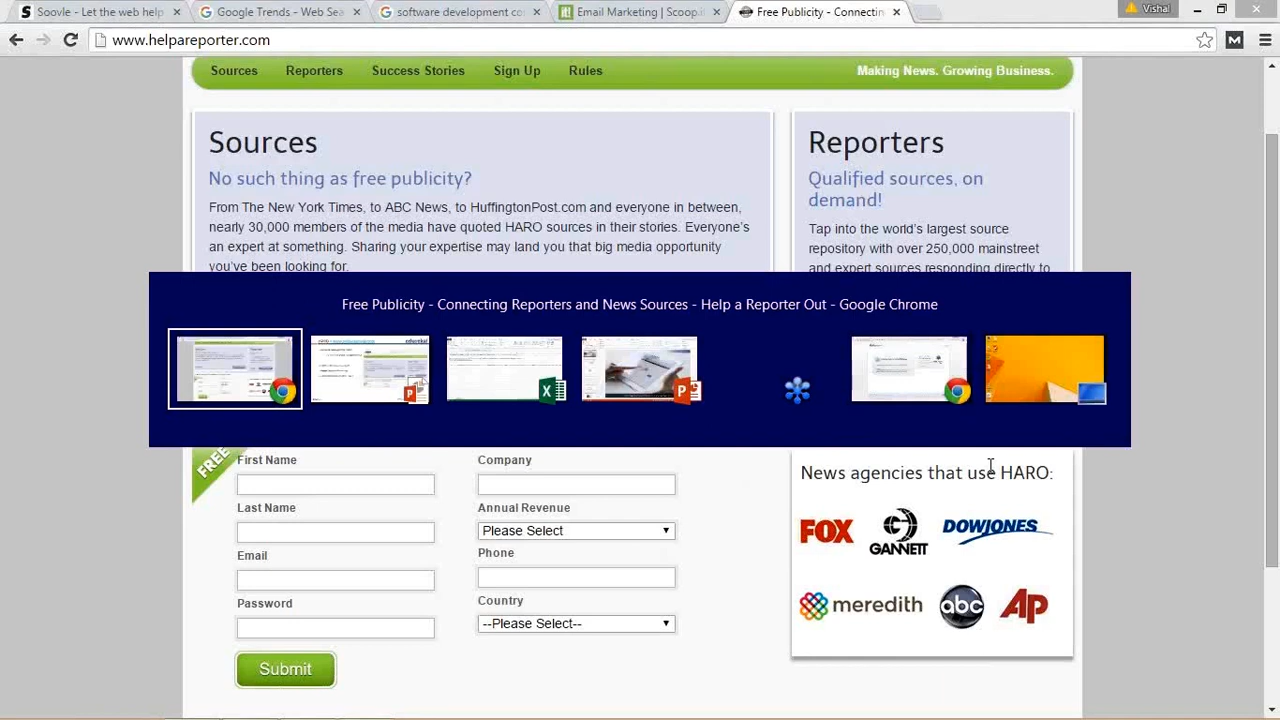 Soovle - Let the web help
Google Trends - Web Sea
software development co
Email Marketing | Scoop.i
Free Publicity - Connectin
Vishal
www.helpareporter.com
Sources
Reporters
Success Stories
Sign Up
Rules
Making News. Growing Business.
Sources
No such thing as free publicity?
From The New York Times, to ABC News, to HuffingtonPost.com and everyone in between,
nearly 30,000 members of the media have quoted HARO sources in their stories. Everyone's
an expert at something. Sharing your expertise may land you that big media opportunity
you've been looking for.
Reporters
Qualified sources, on
demand!
Tap into the world's largest source
repository with over 250,000 mainstreet
and expert sources responding directly to
Free Publicity - Connecting Reporters and News Sources - Help a Reporter Out - Google Chrome
FREE
First Name
Company
Last Name
Annual Revenue
Please Select
Email
Phone
Password
Country
--Please Select--
Submit
News agencies that use HARO:
FOX
GANNETT
DOWJONES
meredith
abc
AP